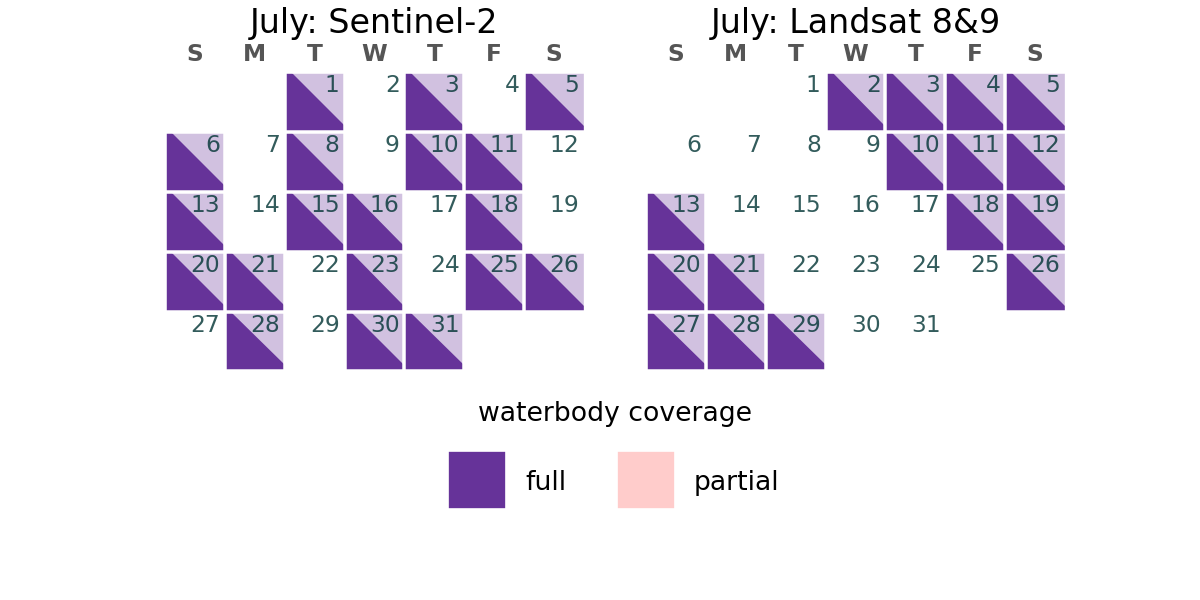 July: Sentinel-2
S M T W T F S
1 2 3 4 5
6 7 8 9 10 11 12
13 14 15 16 17 18 19
20 21 22 23 24 25 26
27 28 29 30 31
July: Landsat 8&9
S M T W T F S
1 2 3 4 5
6 7 8 9 10 11 12
13 14 15 16 17 18 19
20 21 22 23 24 25 26
27 28 29 30 31
waterbody coverage
full partial